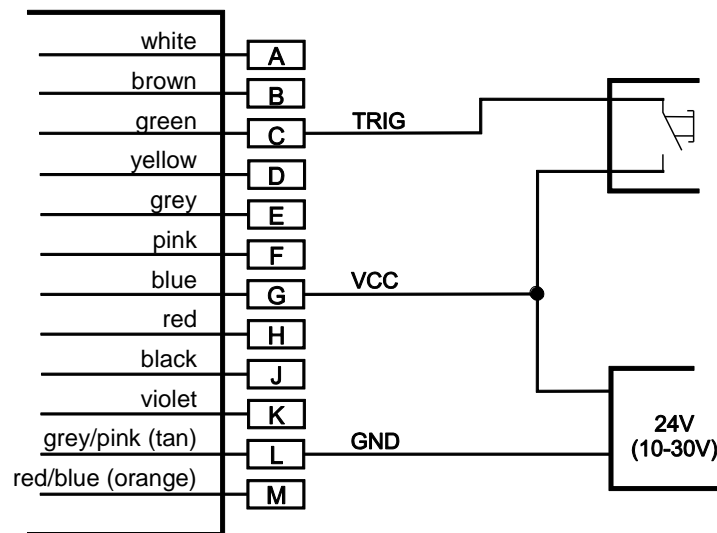 white A
brown B
green C TRIG
yellow D
grey E
pink F
blue G VCC
red H
black J
violet K
grey/pink (tan) L GND
red/blue (orange) M
24V
(10-30V)